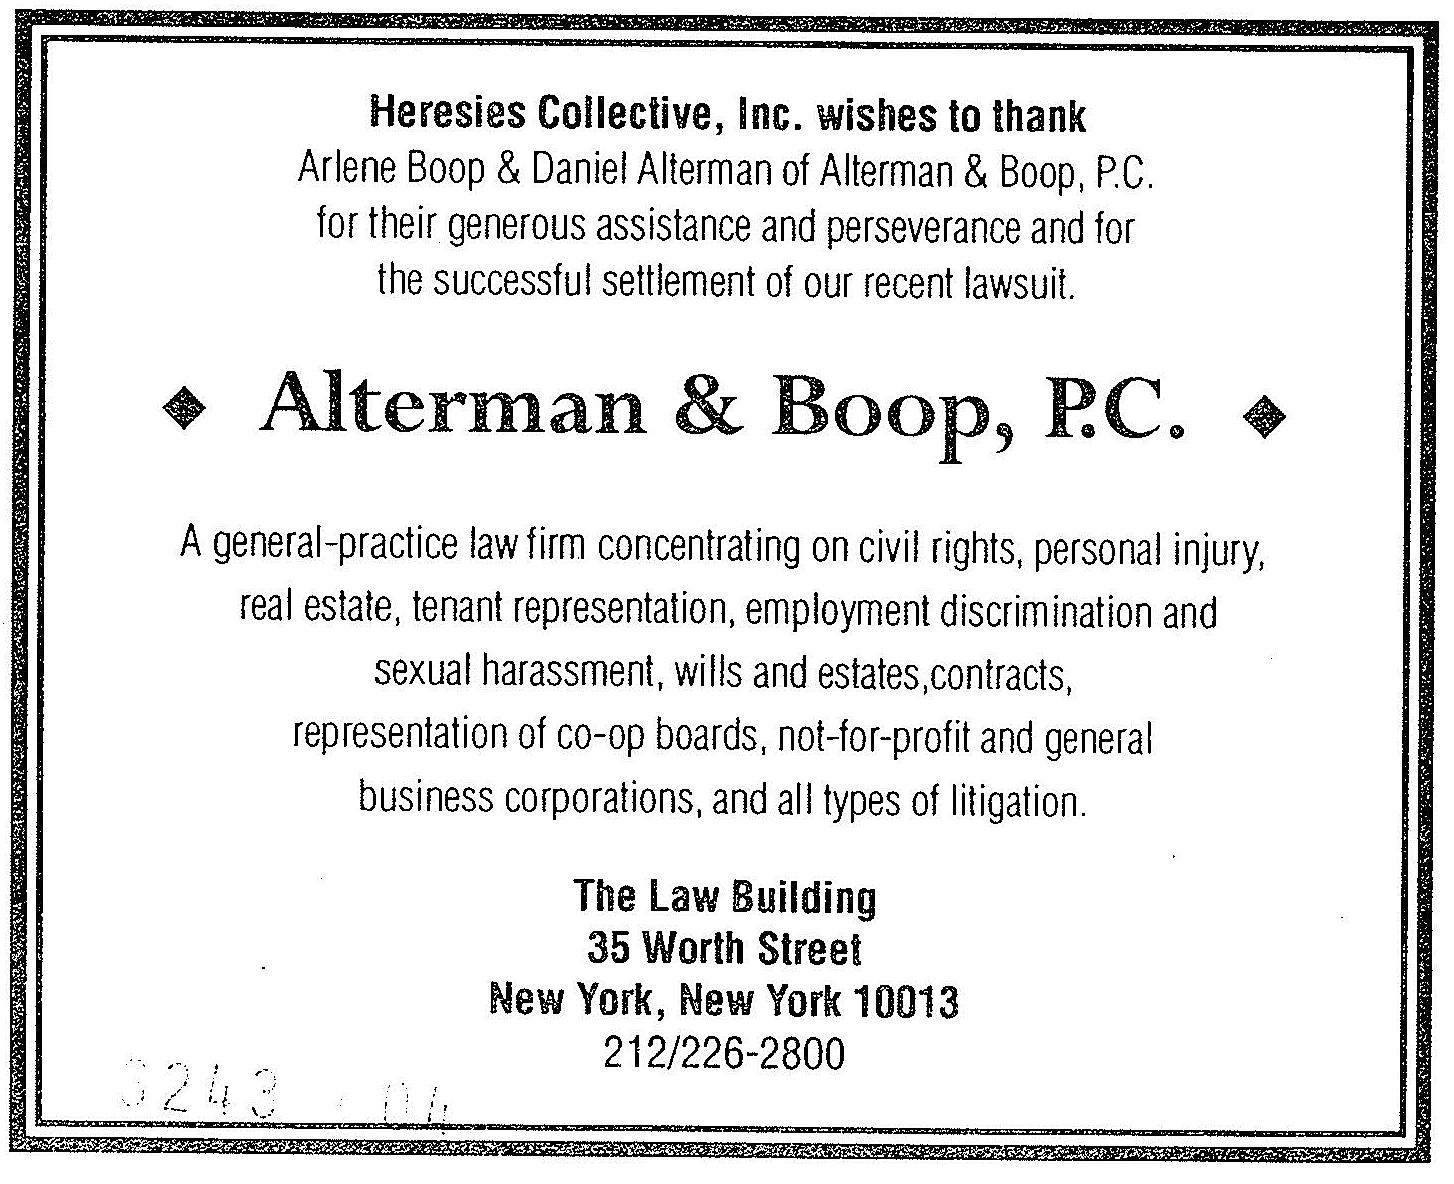 Heresies Collective, Inc. wishes to thank
Arlene Boop & Daniel Alterman of Alterman & Boop, P.C.
for their generous assistance and perseverance and for
the successful settlement of our recent lawsuit.
◆ Alterman & Boop, P.C. ◆
A general-practice law firm concentrating on civil rights, personal injury,
real estate, tenant representation, employment discrimination and
sexual harassment, wills and estates,contracts,
representation of co-op boards, not-for-profit and general
business corporations, and all types of litigation.
The Law Building
35 Worth Street
New York, New York 10013
212/226-2800